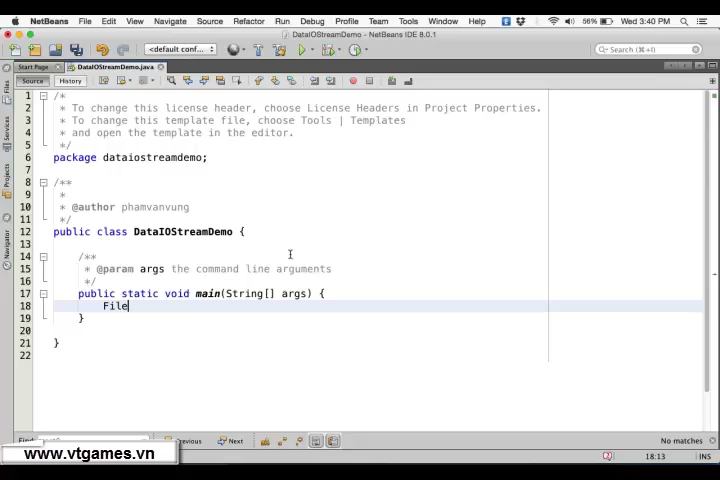 NetBeans File Edit View Navigate Source Refactor Run Debug Profile Team Tools Window Help 56% Wed 3:40 PM
DataIOStreamDemo - NetBeans IDE 8.0.1
<default conf... Search (⌘+I)
Start Page DataIOStreamDemo.java
Source History
1 /*
2 * To change this license header, choose License Headers in Project Properties.
3 * To change this template file, choose Tools | Templates
4 * and open the template in the editor.
5 */
6 package dataiostreamdemo;
7
8 /**
9 *
10 * @author phamvanvung
11 */
12 public class DataIOStreamDemo {
13
14 /**
15 * @param args the command line arguments
16 */
17 public static void main(String[] args) {
18 File
19 }
20
21 }
22
Files
Services
Projects
Navigator
Previous Next No matches
www.vtgames.vn
18:13 INS